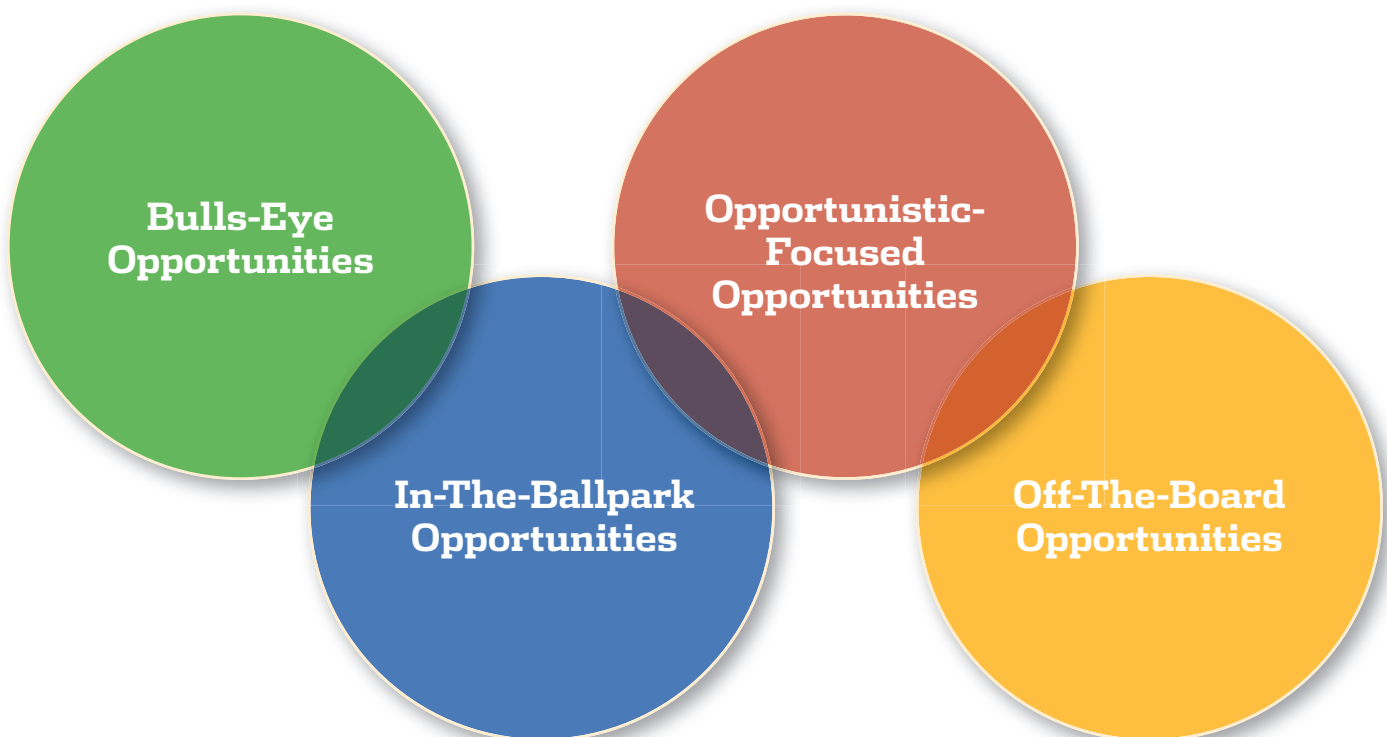 Bulls-Eye
Opportunities
In-The-Ballpark
Opportunities
Opportunistic-
Focused
Opportunities
Off-The-Board
Opportunities